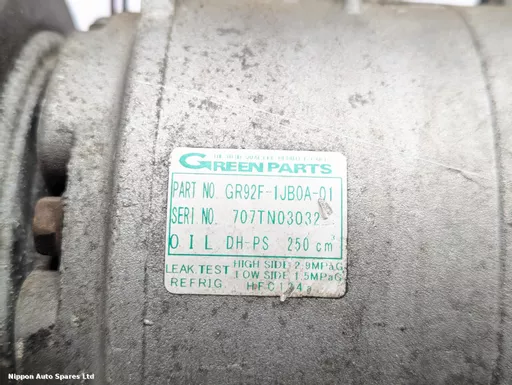 GREEN PARTS
PART NO. GR92F-1JB0A-01
SERI NO. 707TN03032
OIL DH-PS 250 cm³
LEAK TEST HIGH SIDE 2.9MPaG
LOW SIDE 1.5MPaG
REFRIG HFC134a
Nippon Auto Spares Ltd